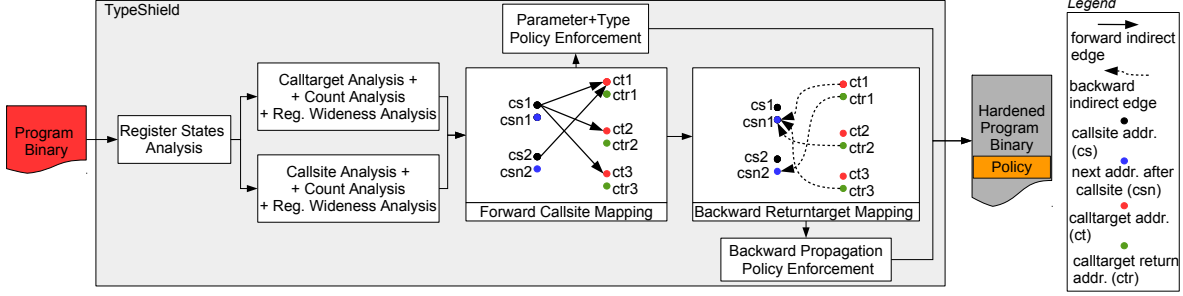 TypeShield
Program
Binary
Register States
Analysis
Calltarget Analysis +
+ Count Analysis
+ Reg. Wideness Analysis
Callsite Analysis +
+ Count Analysis
+ Reg. Wideness Analysis
Parameter+Type
Policy Enforcement
cs1
csn1
cs2
csn2
ct1
ctr1
ct2
ctr2
ct3
ctr3
Forward Callsite Mapping
cs1
csn1
cs2
csn2
ct1
ctr1
ct2
ctr2
ct3
ctr3
Backward Returntarget Mapping
Backward Propagation
Policy Enforcement
Hardened
Program
Binary
Policy
Legend
forward indirect
edge
backward
indirect edge
callsite addr.
(cs)
next addr. after
callsite (csn)
calltarget addr.
(ct)
calltarget return
addr. (ctr)